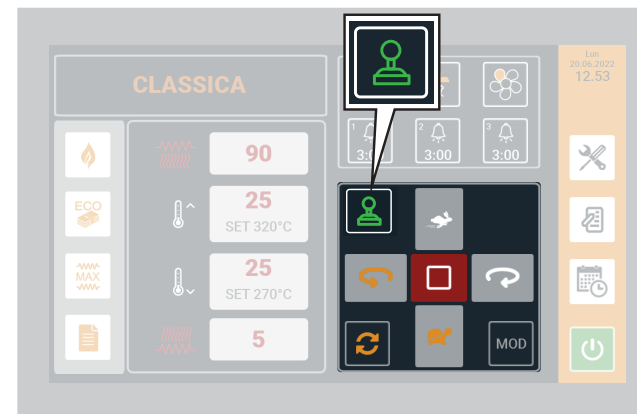 CLASSICA
Lun
20.06.2022
12.53
90
1
3:00
2
3:00
3
3:00
ECO
25
SET 320°C
MAX
25
SET 270°C
5
MOD